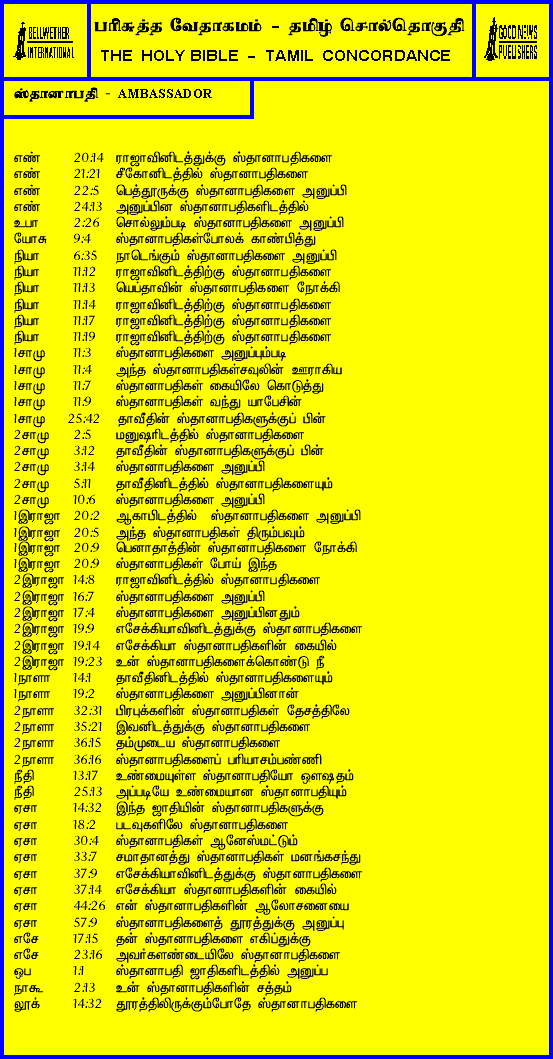 BELLWETHER
INTERNATIONAL
பரிசுத்த வேதாகமம் - தமிழ் சொல்தொகுதி
THE HOLY BIBLE - TAMIL CONCORDANCE
GOOD NEWS
PUBLISHERS
ஸ்தானாபதி - AMBASSADOR
எண் 20:14 ராஜாவினிடத்துக்கு ஸ்தானாபதிகளை
எண் 21:21 சீகோனிடத்தில் ஸ்தானாபதிகளை
எண் 22:5 பெத்தூருக்கு ஸ்தானாபதிகளை அனுப்பி
எண் 24:13 அனுப்பின ஸ்தானாபதிகளிடத்தில்
உபா 2:26 சொல்லும்படி ஸ்தானாபதிகளை அனுப்பி
யோசு 9:4 ஸ்தானாபதிகள்போலக் காண்பித்து
நியா 6:35 நாடெங்கும் ஸ்தானாபதிகளை அனுப்பி
நியா 11:12 ராஜாவினிடத்திற்கு ஸ்தானாபதிகளை
நியா 11:13 யெப்தாவின் ஸ்தானாபதிகளை நோக்கி
நியா 11:14 ராஜாவினிடத்திற்கு ஸ்தானாபதிகளை
நியா 11:17 ராஜாவினிடத்திற்கு ஸ்தானாபதிகளை
நியா 11:19 ராஜாவினிடத்திற்கு ஸ்தானாபதிகளை
1சாமு 11:3 ஸ்தானாபதிகளை அனுப்பும்படி
1சாமு 11:4 அந்த ஸ்தானாபதிகள்சவுலின் ஊராகிய
1சாமு 11:7 ஸ்தானாபதிகள் கையிலே கொடுத்து
1சாமு 11:9 ஸ்தானாபதிகள் வந்து யாபேசின்
1சாமு 25:42 தாவீதின் ஸ்தானாபதிகளுக்குப் பின்
2சாமு 2:5 மனுஷரிடத்தில் ஸ்தானாபதிகளை
2சாமு 3:12 தாவீதின் ஸ்தானாபதிகளுக்குப் பின்
2சாமு 3:14 ஸ்தானாபதிகளை அனுப்பி
2சாமு 5:11 தாவீதினிடத்தில் ஸ்தானாபதிகளையும்
2சாமு 10:6 ஸ்தானாபதிகளை அனுப்பி
1இராஜா 20:2 ஆகாபிடத்தில் ஸ்தானாபதிகளை அனுப்பி
1இராஜா 20:5 அந்த ஸ்தானாபதிகள் திரும்பவும்
1இராஜா 20:9 பெனாதாத்தின் ஸ்தானாபதிகளை நோக்கி
1இராஜா 20:9 ஸ்தானாபதிகள் போய் இந்த
2இராஜா 14:8 ராஜாவினிடத்தில் ஸ்தானாபதிகளை
2இராஜா 16:7 ஸ்தானாபதிகளை அனுப்பி
2இராஜா 17:4 ஸ்தானாபதிகளை அனுப்பினதும்
2இராஜா 19:9 எசேக்கியாவினிடத்துக்கு ஸ்தானாபதிகளை
2இராஜா 19:14 எசேக்கியா ஸ்தானாபதிகளின் கையில்
2இராஜா 19:23 உன் ஸ்தானாபதிகளைக்கொண்டு நீ
1நாளா 14:1 தாவீதினிடத்தில் ஸ்தானாபதிகளையும்
1நாளா 19:2 ஸ்தானாபதிகளை அனுப்பினான்
2நாளா 32:31 பிரபுக்களின் ஸ்தானாபதிகள் தேசத்திலே
2நாளா 35:21 இவனிடத்துக்கு ஸ்தானாபதிகளை
2நாளா 36:15 தம்முடைய ஸ்தானாபதிகளை
2நாளா 36:16 ஸ்தானாபதிகளைப் பரியாசம்பண்ணி
நீதி 13:17 உண்மையுள்ள ஸ்தானாபதியோ ஔஷதம்
நீதி 25:13 அப்படியே உண்மையான ஸ்தானாபதியும்
ஏசா 14:32 இந்த ஜாதியின் ஸ்தானாபதிகளுக்கு
ஏசா 18:2 படவுகளிலே ஸ்தானாபதிகளை
ஏசா 30:4 ஸ்தானாபதிகள் ஆனேஸ்மட்டும்
ஏசா 33:7 சமாதானத்து ஸ்தானாபதிகள் மனங்கசந்து
ஏசா 37:9 எசேக்கியாவினிடத்துக்கு ஸ்தானாபதிகளை
ஏசா 37:14 எசேக்கியா ஸ்தானாபதிகளின் கையில்
ஏசா 44:26 என் ஸ்தானாபதிகளின் ஆலோசனையை
ஏசா 57:9 ஸ்தானாபதிகளைத் தூரத்துக்கு அனுப்பு
எசே 17:15 தன் ஸ்தானாபதிகளை எகிப்துக்கு
எசே 23:16 அவர்களண்டையிலே ஸ்தானாபதிகளை
ஒப 1:1 ஸ்தானாபதி ஜாதிகளிடத்தில் அனுப்ப
நாகூ 2:13 உன் ஸ்தானாபதிகளின் சத்தம்
லூக் 14:32 தூரத்திலிருக்கும்போதே ஸ்தானாபதிகளை